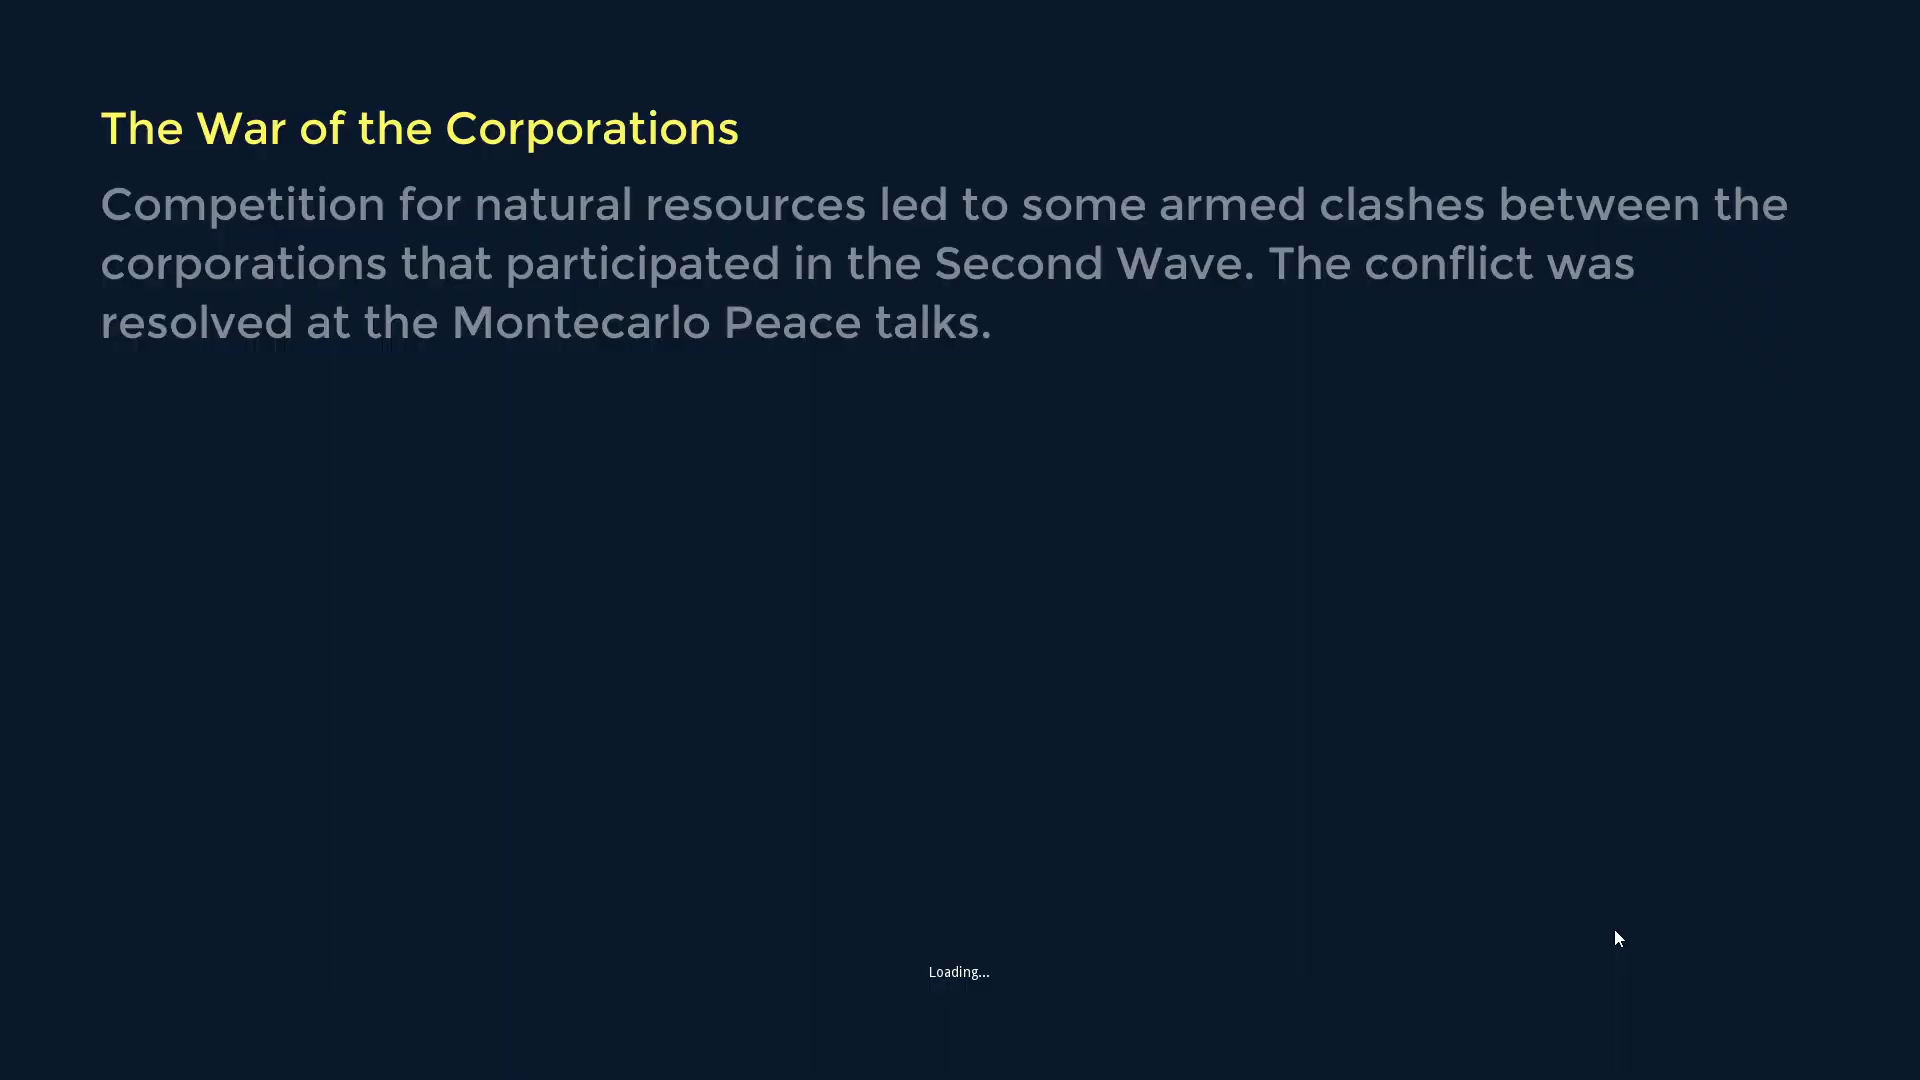 The War of the Corporations
Competition for natural resources led to some armed clashes between the
corporations that participated in the Second Wave. The conflict was
resolved at the Montecarlo Peace talks.
Loading...